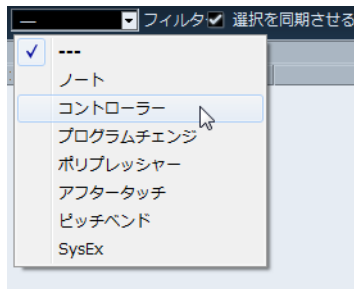 — フィルター 選択を同期させる
---
ノート
コントローラー
プログラムチェンジ
ポリプレッシャー
アフタータッチ
ピッチベンド
SysEx